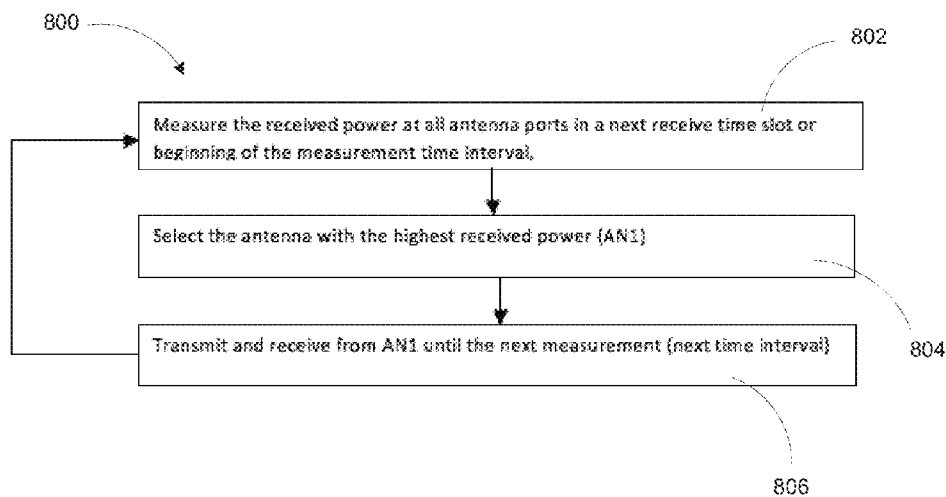 800
802
Measure the received power at all antenna ports in a next receive time slot or
beginning of the measurement time interval.
Select the antenna with the highest received power (AN1)
804
Transmit and receive from AN1 until the next measurement (next time interval)
806